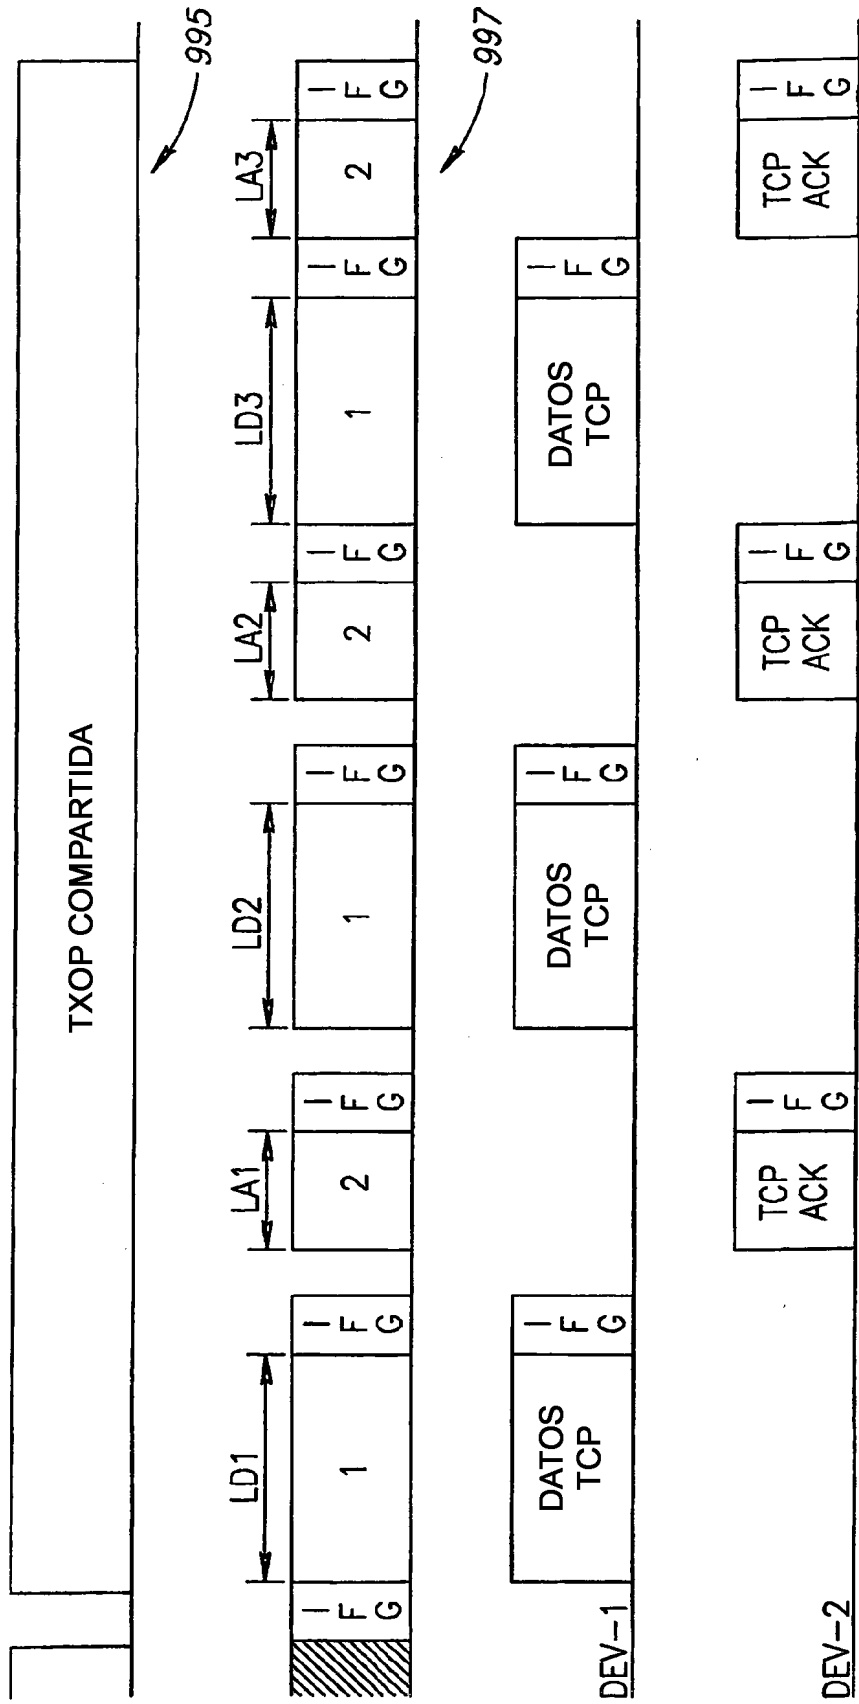 TXOP COMPARTIDA
995
LD1
LA1
LD2
LA2
LD3
LA3
IFG
1
IFG
2
IFG
1
IFG
2
IFG
1
IFG
2
IFG
997
DEV-1
DATOS
TCP
IFG
DATOS
TCP
IFG
DATOS
TCP
IFG
DEV-2
TCP
ACK
IFG
TCP
ACK
IFG
TCP
ACK
IFG